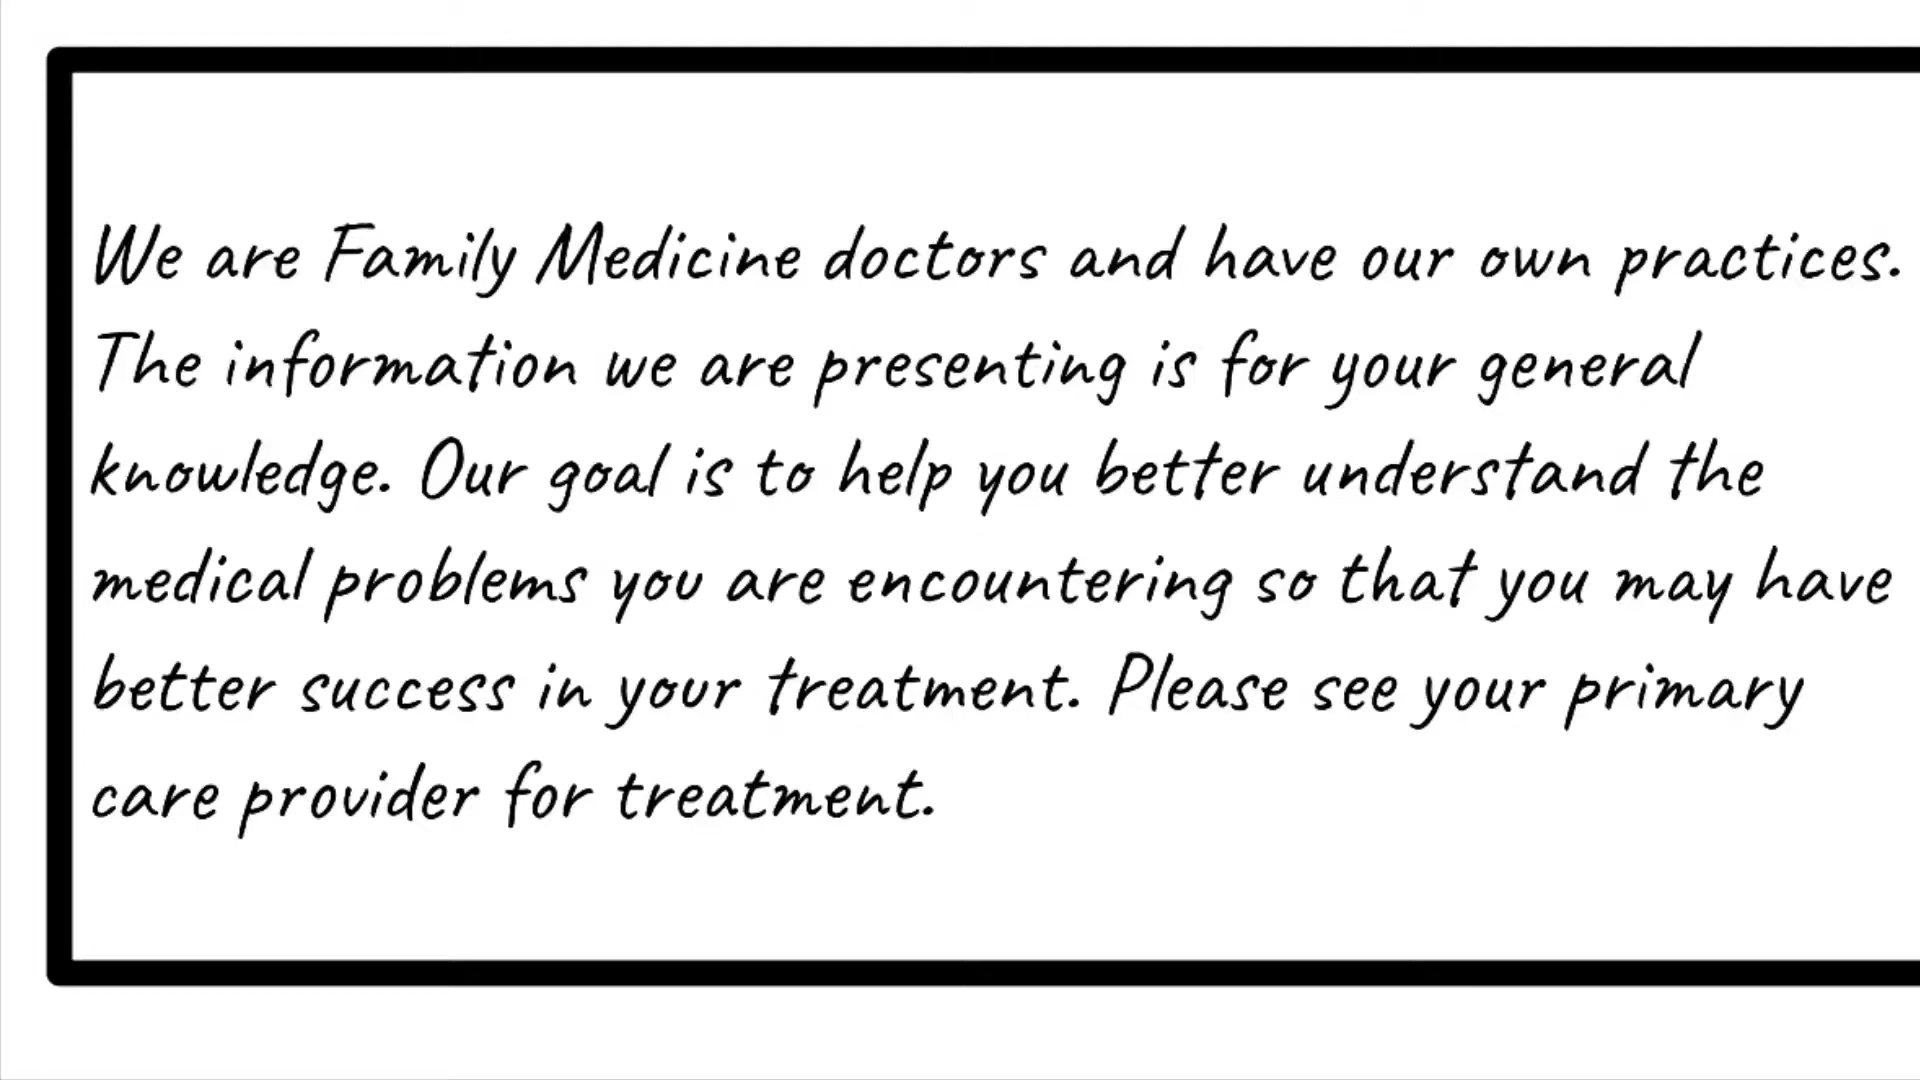 We are Family Medicine doctors and have our own practices.
The information we are presenting is for your general
knowledge. Our goal is to help you better understand the
medical problems you are encountering so that you may have
better success in your treatment. Please see your primary
care provider for treatment.